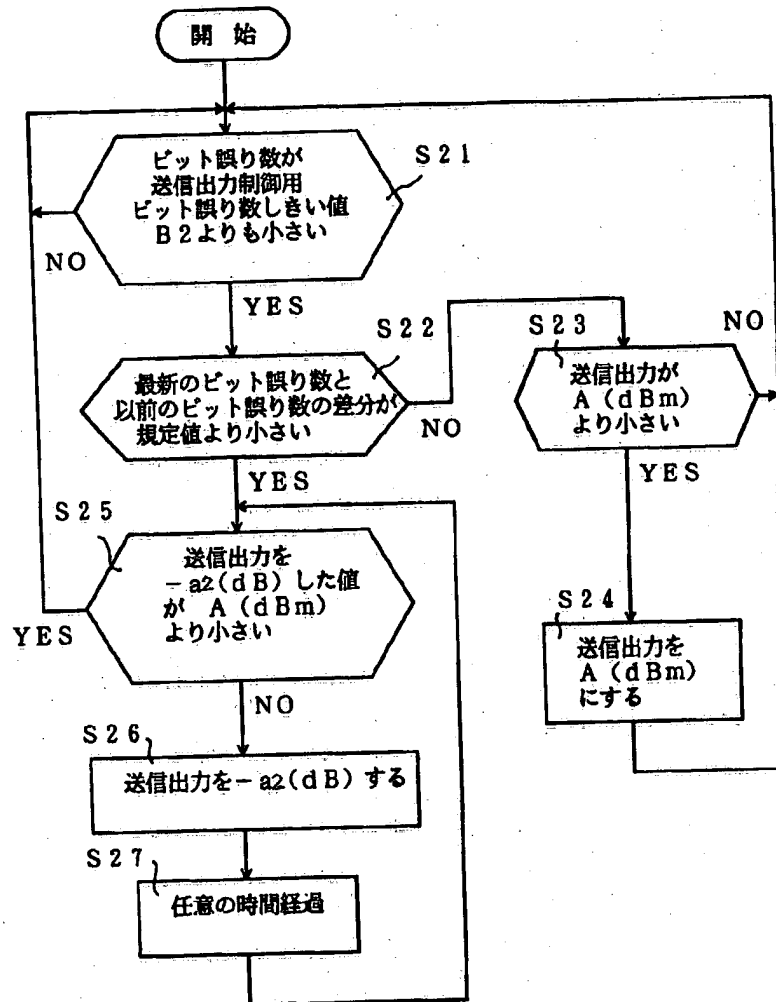 開 始
ビット誤り数が
送信出力制御用
ビット誤り数しきい値
B2よりも小さい
S21
NO
YES
S22
最新のビット誤り数と
以前のビット誤り数の差分が
規定値より小さい
NO
YES
S23
送信出力が
A(dBm)
より小さい
NO
YES
S24
送信出力を
A(dBm)
にする
S25
送信出力を
-a2(dB)した値
が A(dBm)
より小さい
YES
NO
S26
送信出力を-a2(dB)する
S27
任意の時間経過